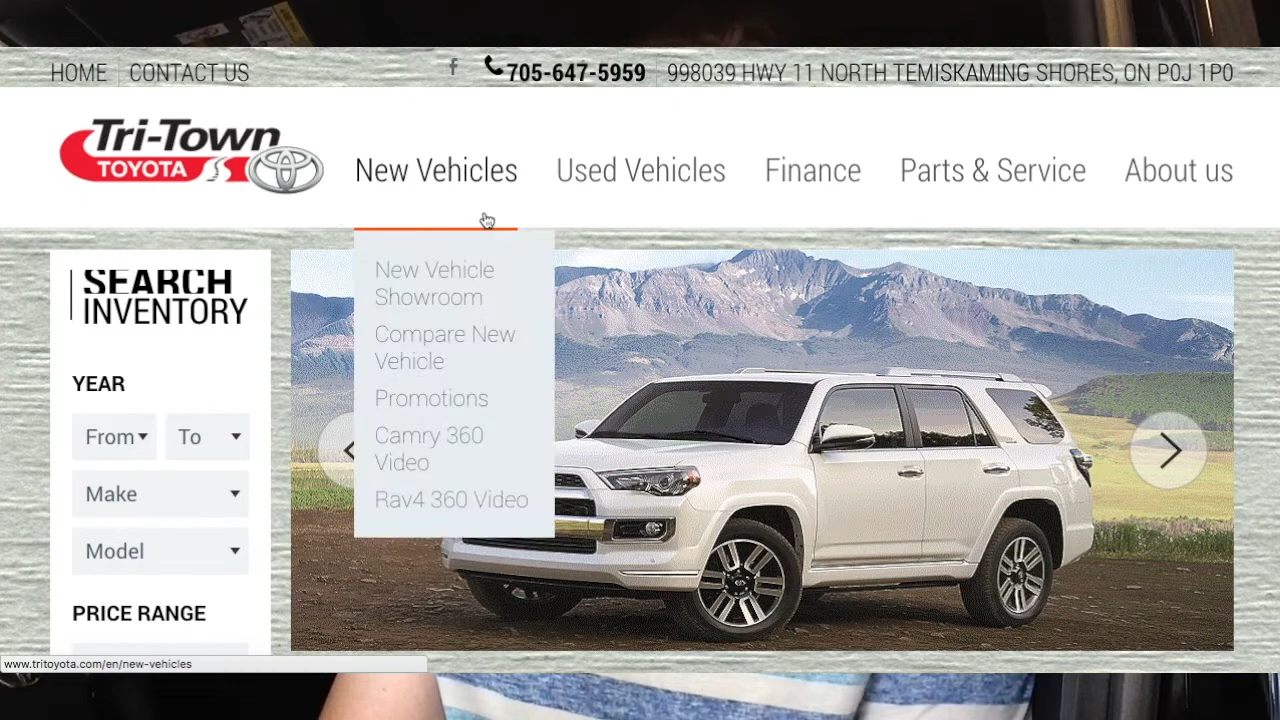 HOME CONTACT US 705-647-5959 998039 HWY 11 NORTH TEMISKAMING SHORES, ON P0J 1P0
Tri-Town
TOYOTA
New Vehicles Used Vehicles Finance Parts & Service About us
New Vehicle
Showroom
Compare New
Vehicle
Promotions
Camry 360
Video
Rav4 360 Video
SEARCH
INVENTORY
YEAR
From To
Make
Model
PRICE RANGE
www.tritoyota.com/en/new-vehicles